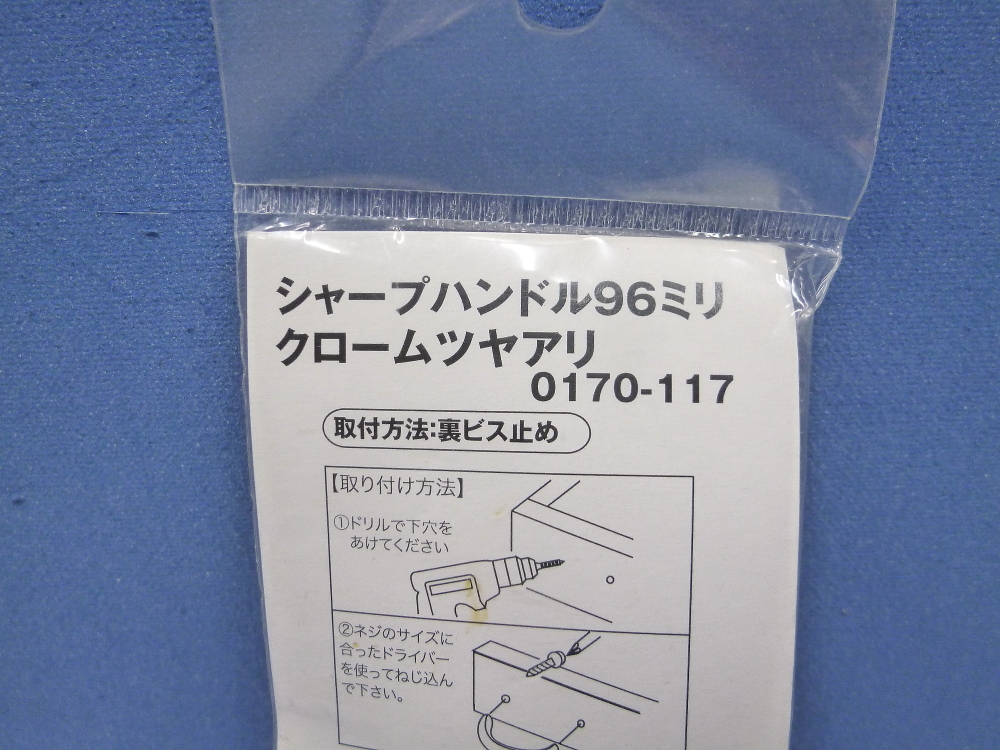 シャープハンドル96ミリ
クロームツヤアリ
0170-117
取付方法:裏ビス止め
【取り付け方法】
①ドリルで下穴を
あけてください
②ネジのサイズに
合ったドライバー
を使ってねじ込ん
で下さい。